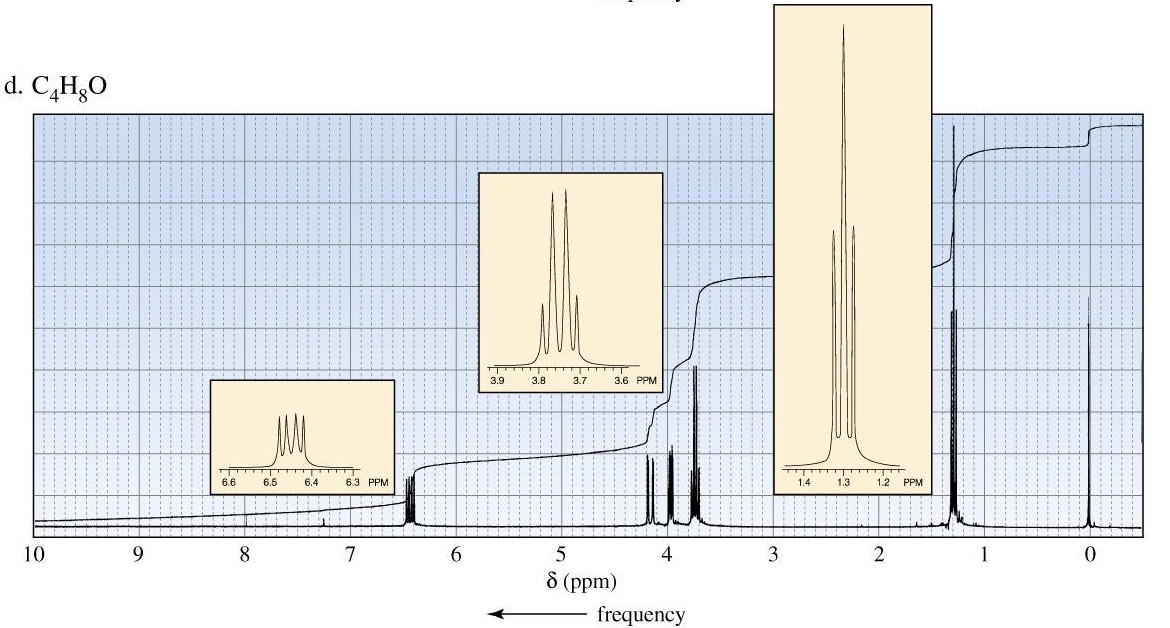 d. C₄H₈O
1.4 1.3 1.2 PPM
3.9 3.8 3.7 3.6 PPM
6.6 6.5 6.4 6.3 PPM
10 9 8 7 6 5 4 3 2 1 0
δ (ppm)
frequency